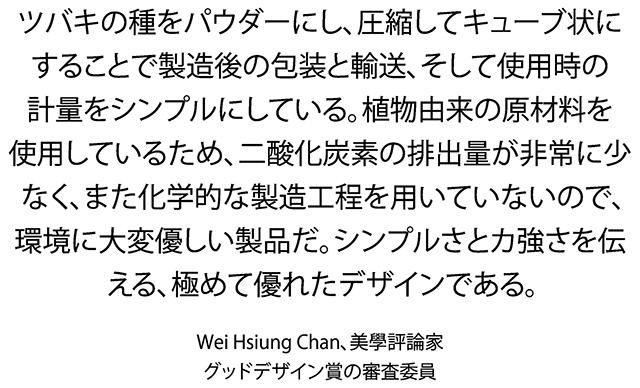 ツバキの種をパウダーにし、圧縮してキューブ状に
することで製造後の包装と輸送、そして使用時の
計量をシンプルにしている。植物由来の原材料を
使用しているため、二酸化炭素の排出量が非常に少
なく、また化学的な製造工程を用いていないので、
環境に大変優しい製品だ。シンプルさと力強さを伝
える、極めて優れたデザインである。
Wei Hsiung Chan、美學評論家
グッドデザイン賞の審査委員